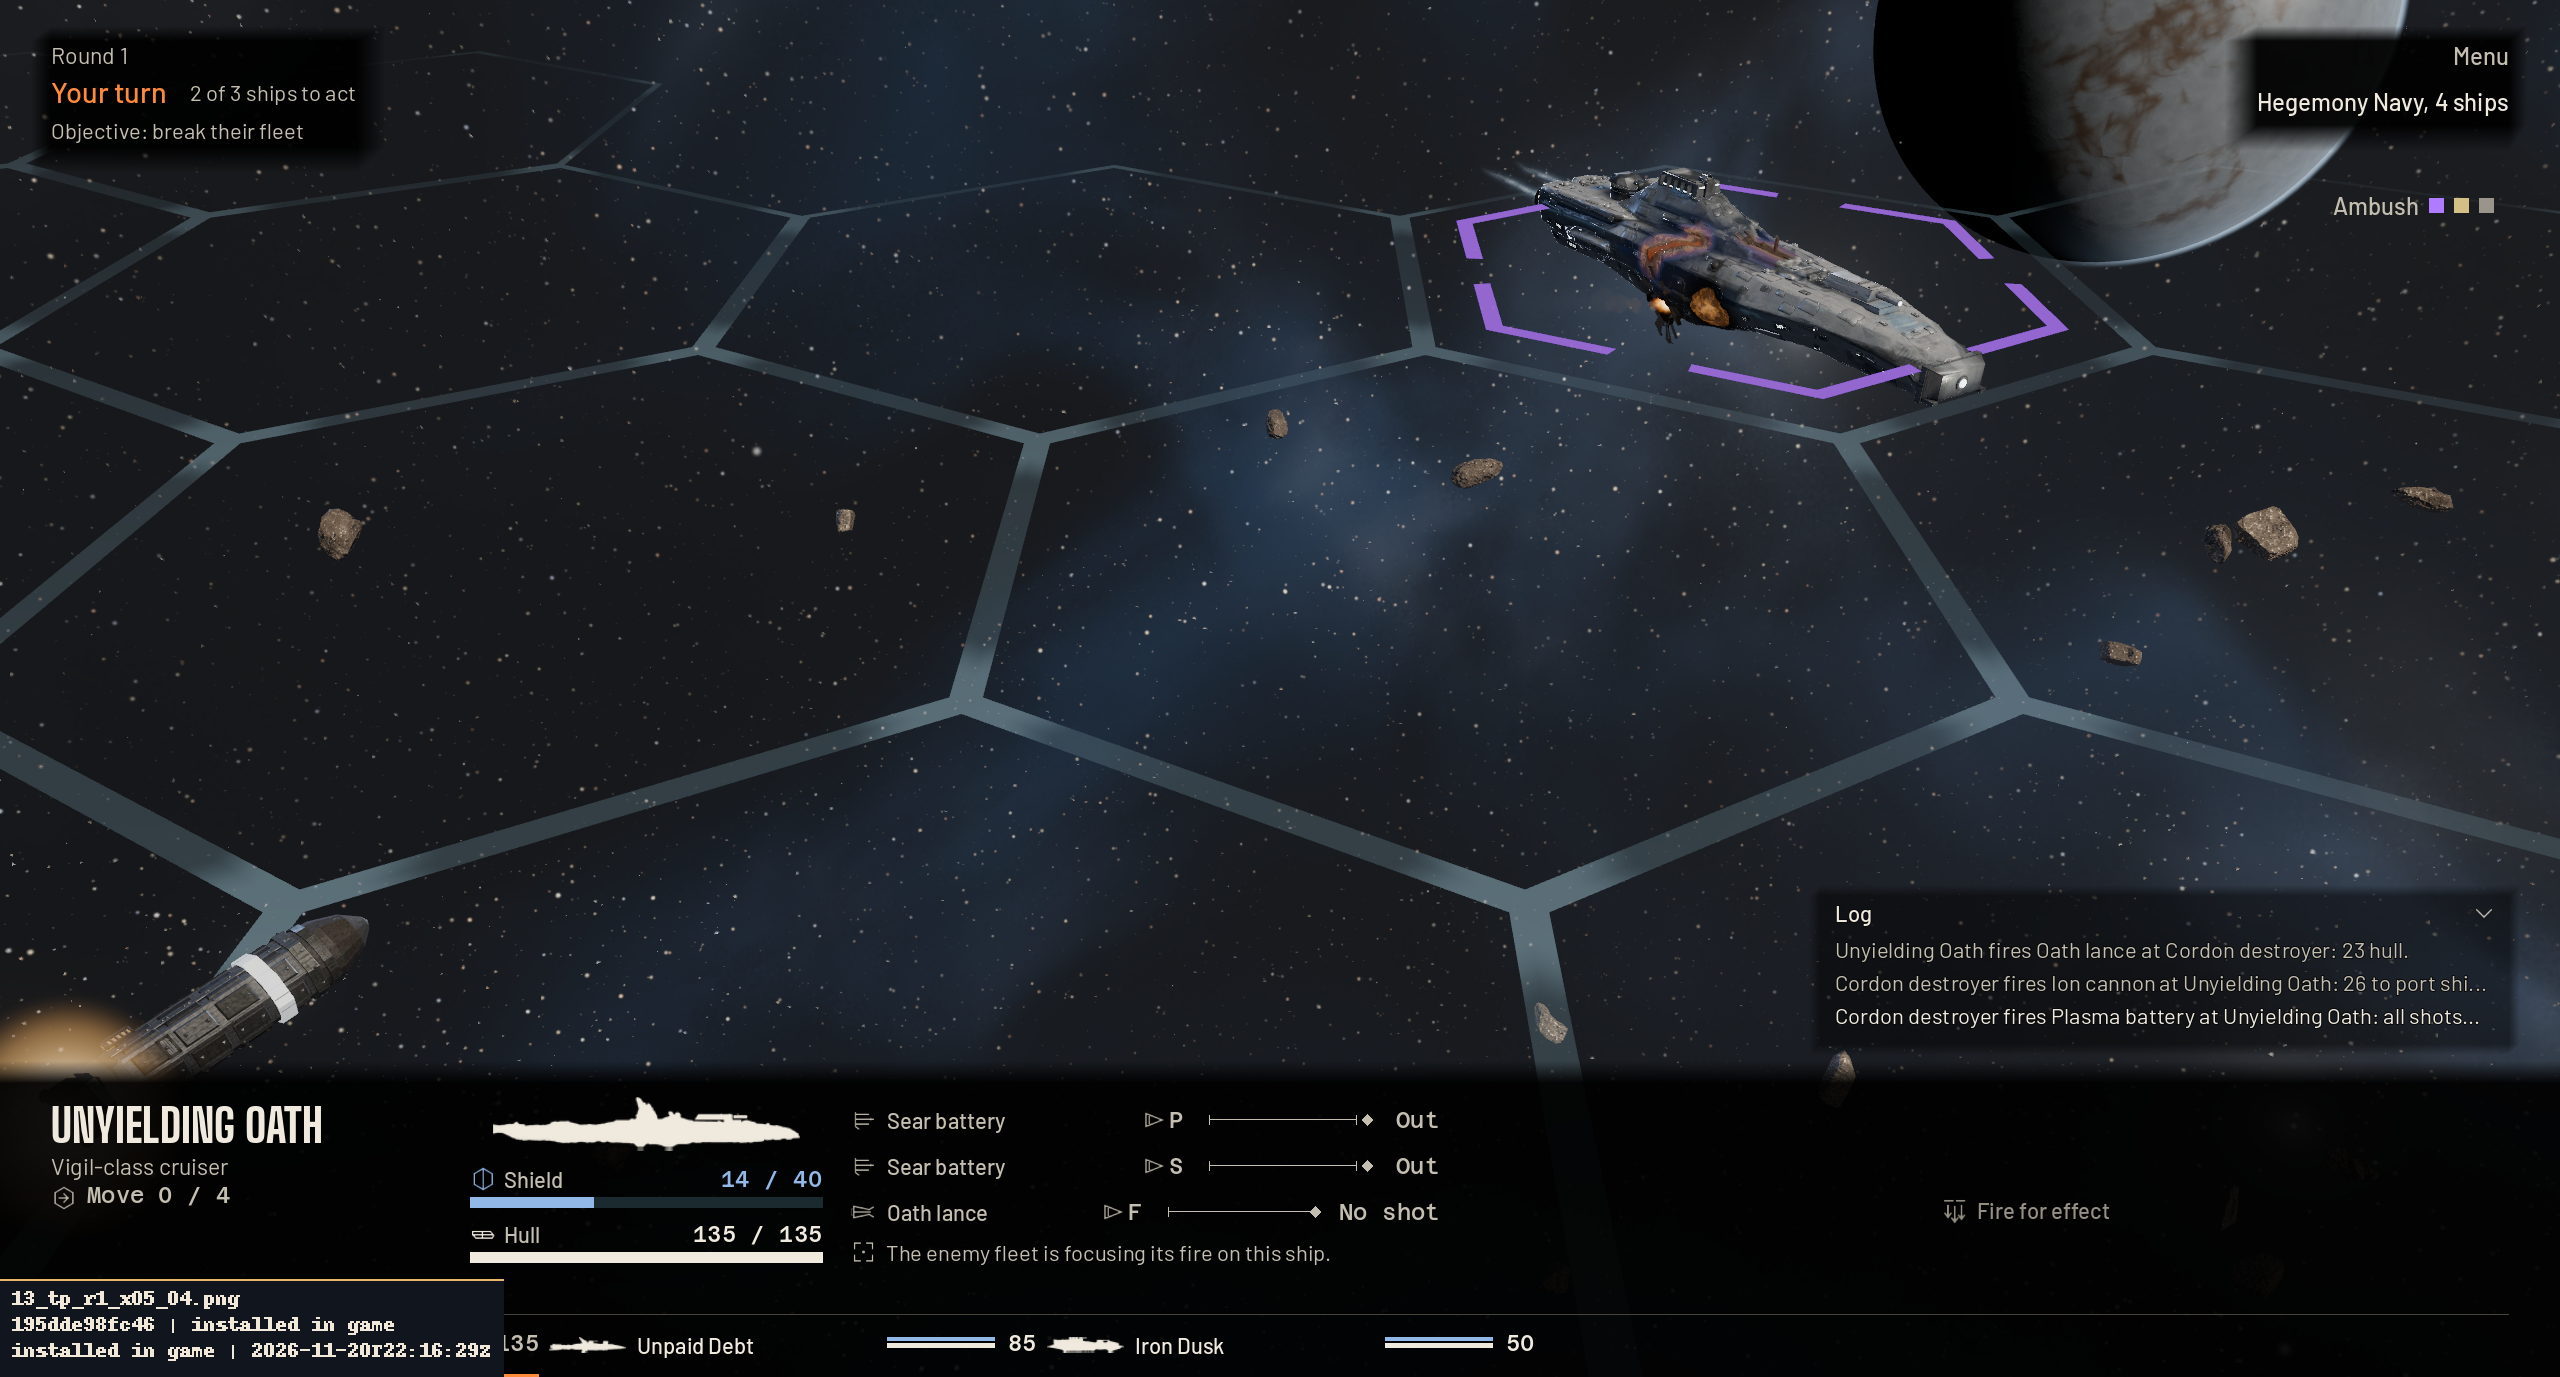 Round 1
Your turn 2 of 3 ships to act
Objective: break their fleet
Menu
Hegemony Navy, 4 ships
Ambush
Log
Unyielding Oath fires Oath lance at Cordon destroyer: 23 hull.
Cordon destroyer fires Ion cannon at Unyielding Oath: 26 to port shi...
Cordon destroyer fires Plasma battery at Unyielding Oath: all shots...
UNYIELDING OATH
Vigil-class cruiser
Move 0 / 4
Shield 14 / 40
Hull 135 / 135
Sear battery P Out
Sear battery S Out
Oath lance F No shot
The enemy fleet is focusing its fire on this ship.
Fire for effect
13_tp_r1_x05_04.png
195dde98fc46 | installed in game
installed in game | 2026-11-20T22:16:29Z
135 Unpaid Debt 85 Iron Dusk 50